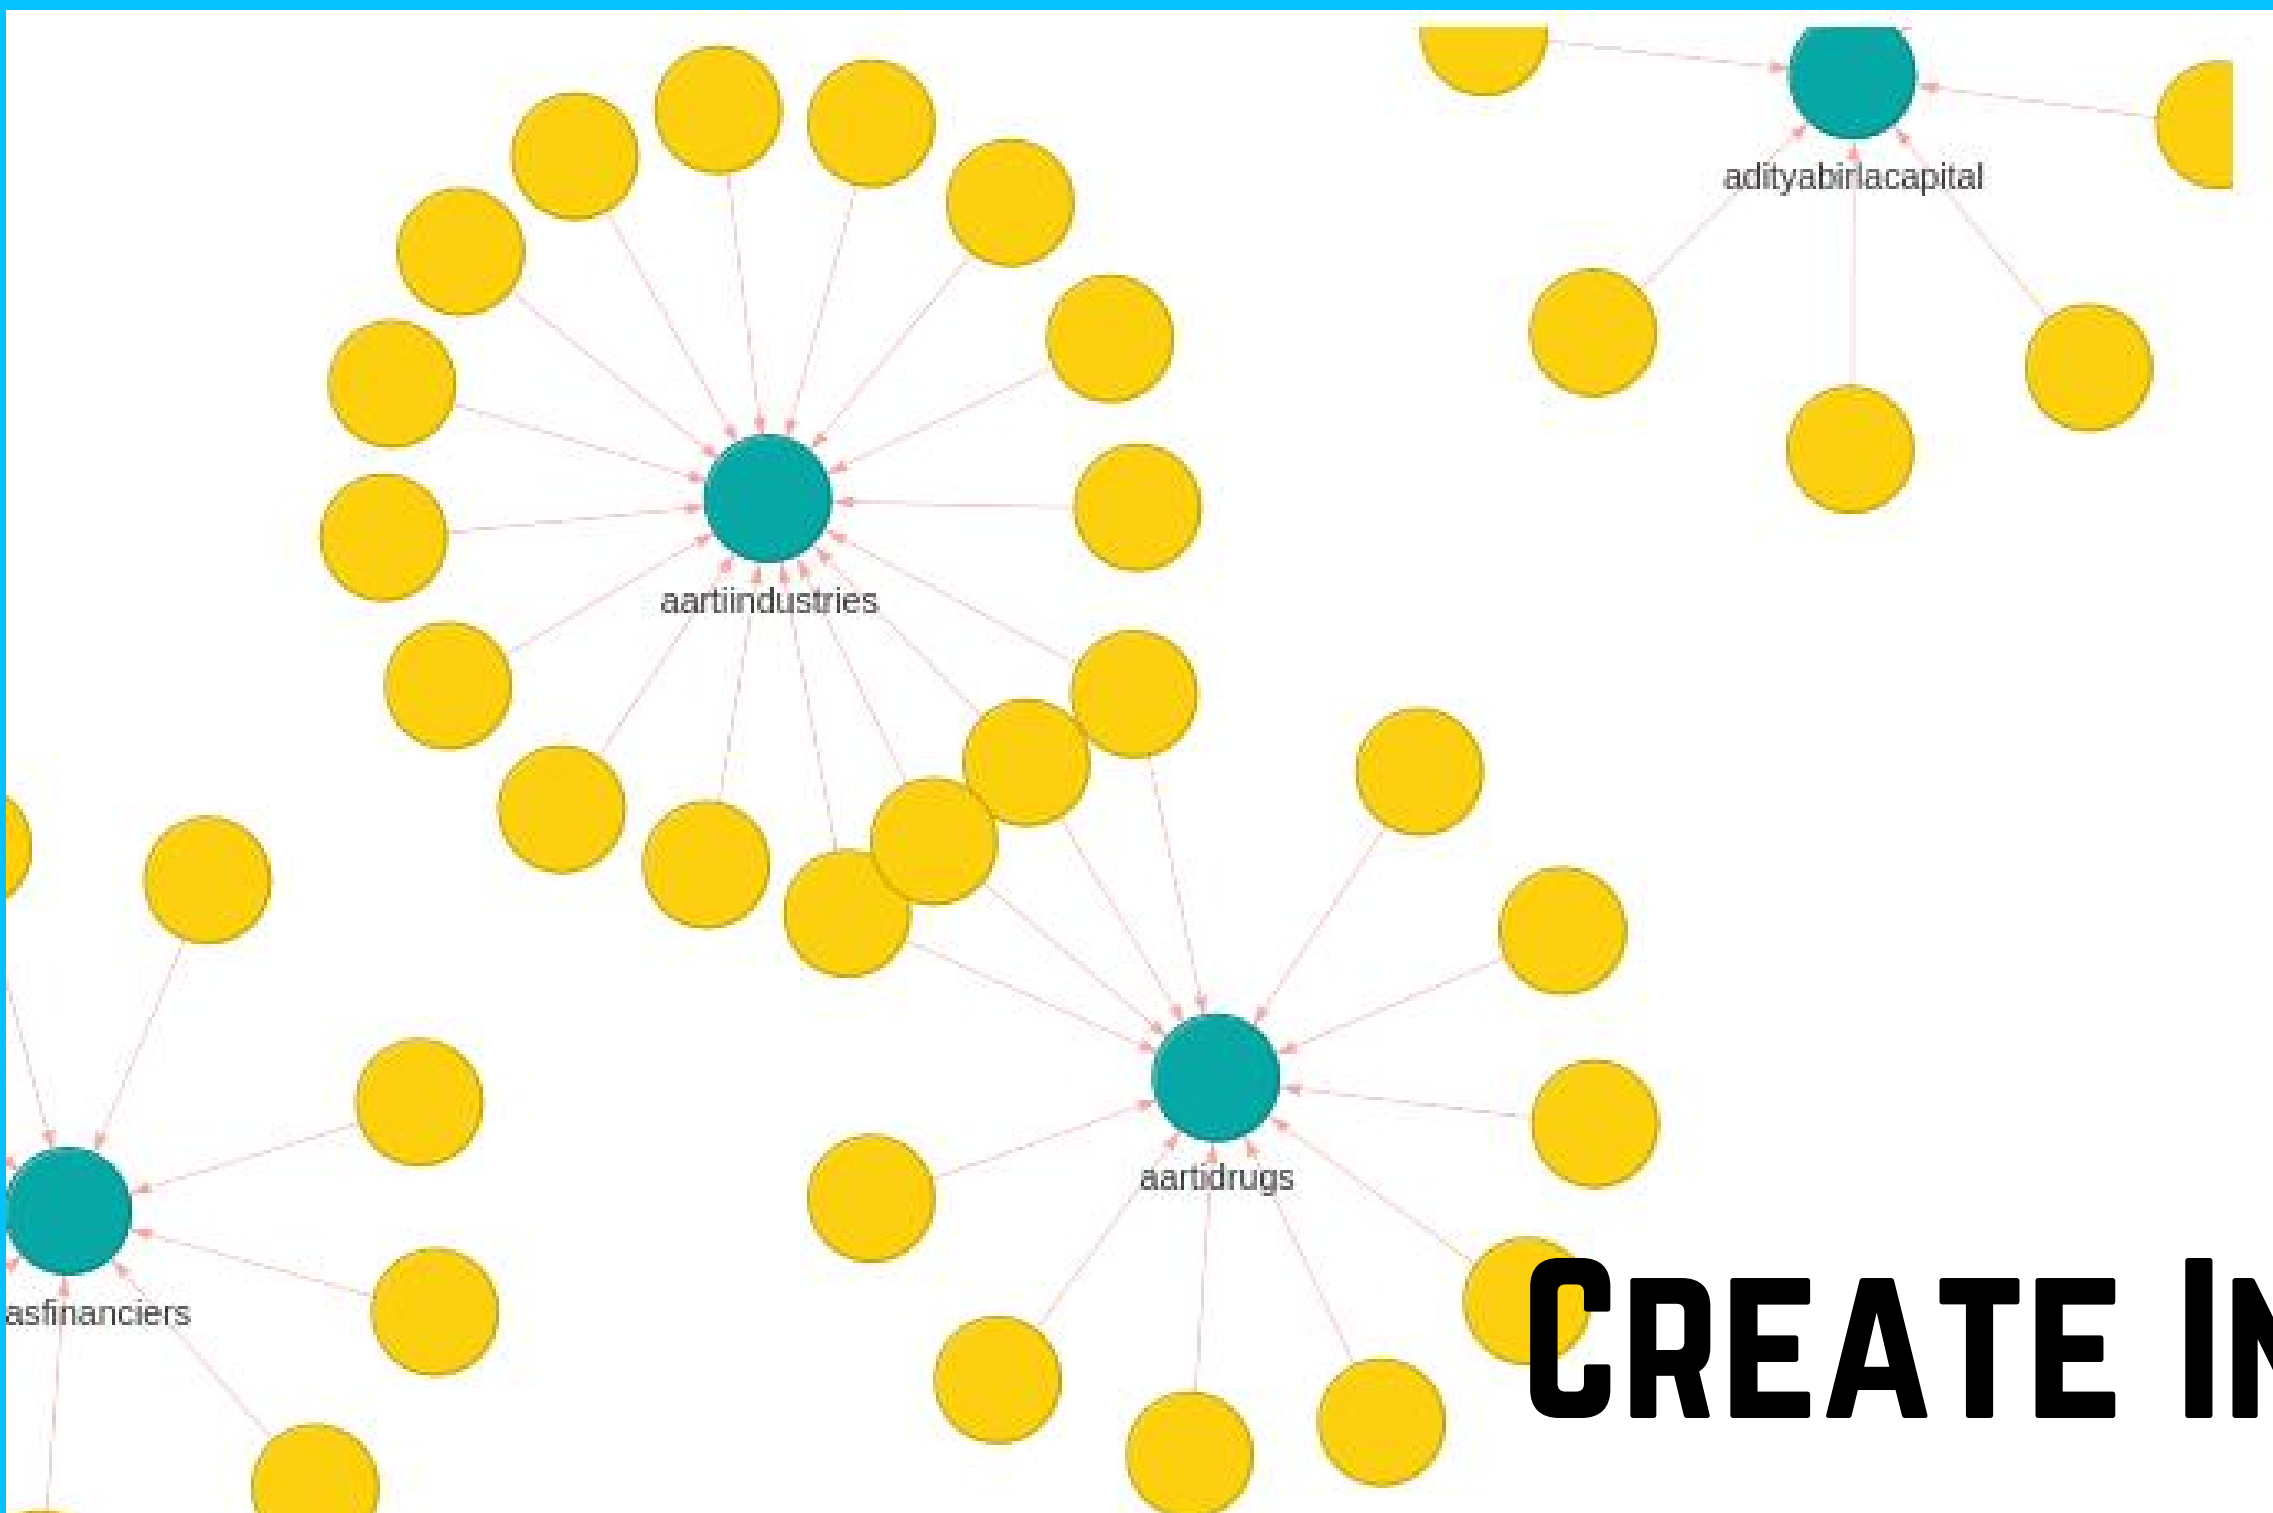 adityabirlacapital
aartiindustries
aartidrugs
asfinanciers
CREATE IN